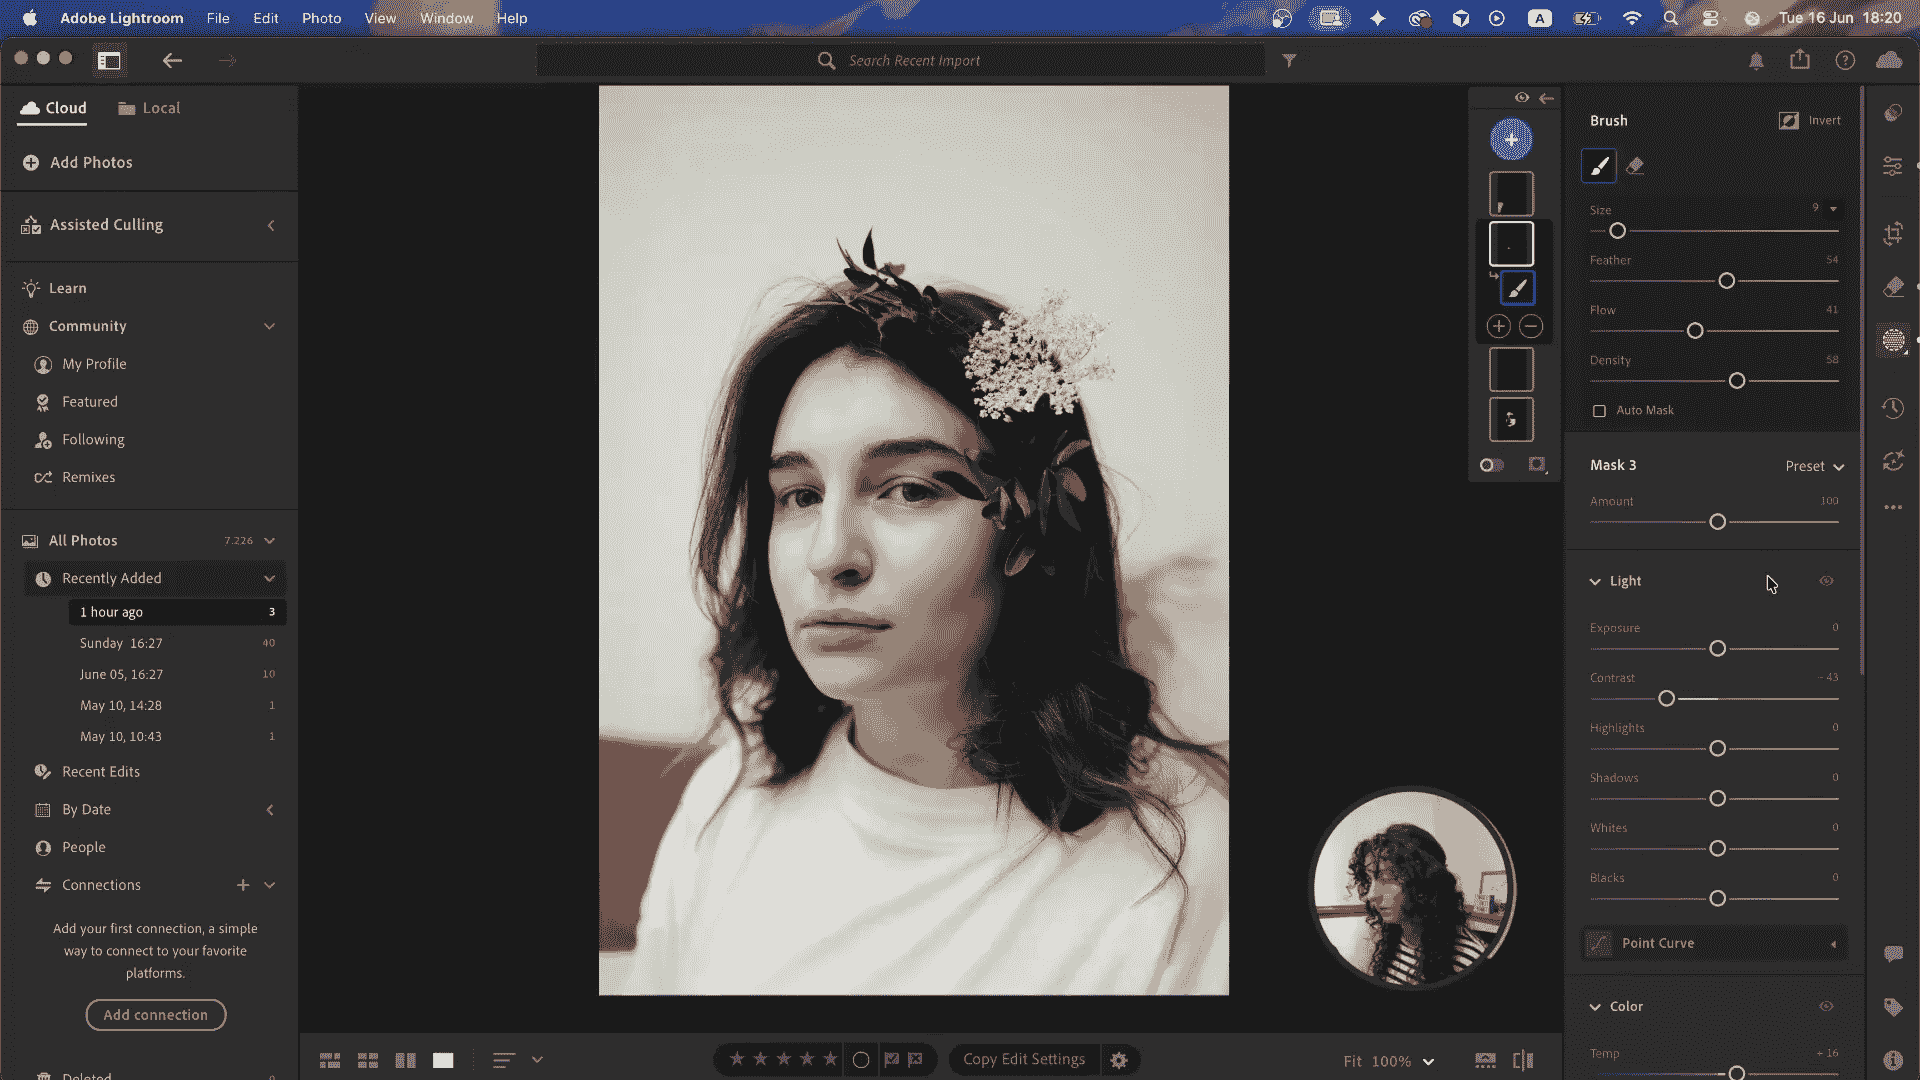 Adobe Lightroom File Edit Photo View Window Help
A Tue 16 Jun 18:20
Search Recent Import
Cloud Local
Add Photos
Assisted Culling
Learn
Community
My Profile
Featured
Following
Remixes
All Photos 7.226
Recently Added
1 hour ago 3
Sunday 16:27 40
June 05, 16:27 10
May 10, 14:28 1
May 10, 10:43 1
Recent Edits
By Date
People
Connections
Add your first connection, a simple
way to connect to your favorite
platforms.
Add connection
Deleted 0
Copy Edit Settings
Fit 100%
Brush Invert
Size 9
Feather 54
Flow 41
Density 58
Auto Mask
Mask 3 Preset
Amount 100
Light
Exposure 0
Contrast - 43
Highlights 0
Shadows 0
Whites 0
Blacks 0
Point Curve
Color
Temp + 16